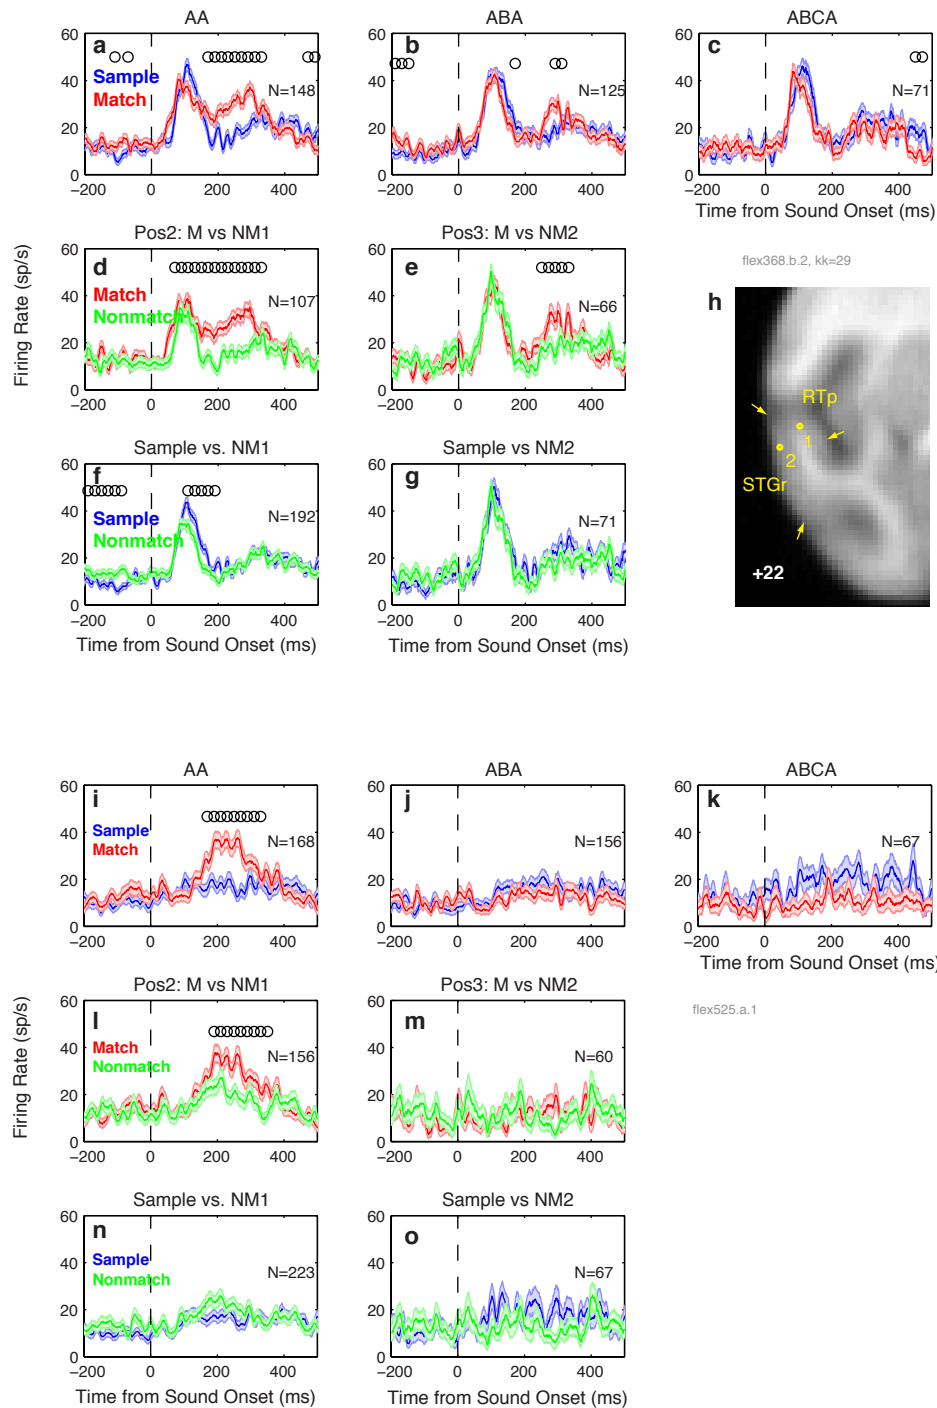 AA
ABA
ABCA
a
b
c
Sample
Match
N=148
N=125
N=71
60
40
20
0
60
40
20
0
60
40
20
0
−200 0 200 400
−200 0 200 400
−200 0 200 400
Time from Sound Onset (ms)
Firing Rate (sp/s)
Pos2: M vs NM1
Pos3: M vs NM2
flex368.b.2, kk=29
d
e
Match
Nonmatch
N=107
N=66
60
40
20
0
60
40
20
0
−200 0 200 400
−200 0 200 400
h
RTp
1
2
STGr
+22
Sample vs. NM1
Sample vs NM2
f
g
Sample
Nonmatch
N=192
N=71
60
40
20
0
60
40
20
0
−200 0 200 400
−200 0 200 400
Time from Sound Onset (ms)
Time from Sound Onset (ms)
AA
ABA
ABCA
i
j
k
Sample
Match
N=168
N=156
N=67
60
40
20
0
60
40
20
0
60
40
20
0
−200 0 200 400
−200 0 200 400
−200 0 200 400
Time from Sound Onset (ms)
Firing Rate (sp/s)
Pos2: M vs NM1
Pos3: M vs NM2
flex525.a.1
l
m
Match
Nonmatch
N=156
N=60
60
40
20
0
60
40
20
0
−200 0 200 400
−200 0 200 400
Sample vs. NM1
Sample vs NM2
n
o
Sample
Nonmatch
N=223
N=67
60
40
20
0
60
40
20
0
−200 0 200 400
−200 0 200 400
Time from Sound Onset (ms)
Time from Sound Onset (ms)